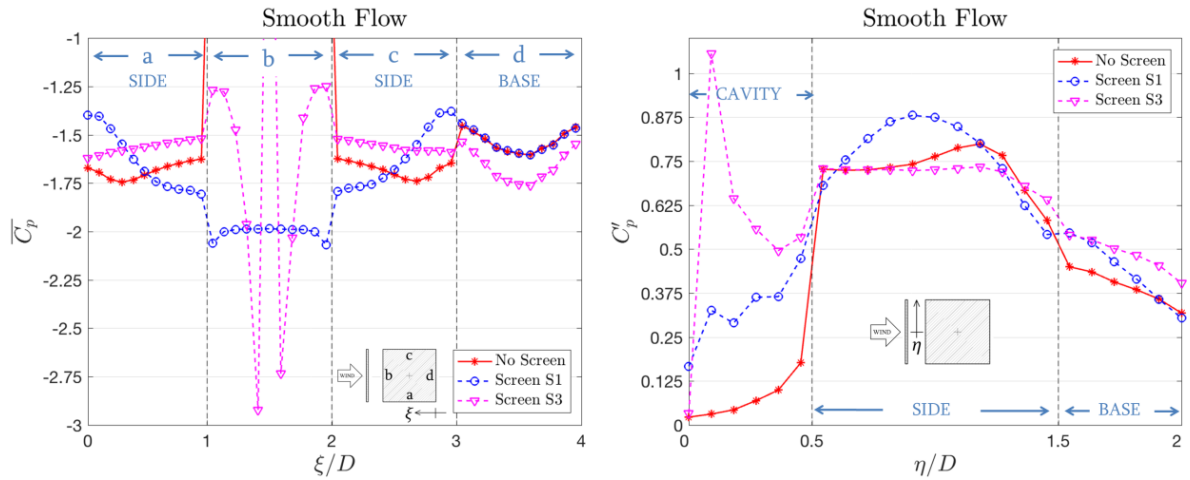 Smooth Flow
-1
-1.25
-1.5
-1.75
-2
-2.25
-2.5
-2.75
-3
C̅p
a b c d
SIDE SIDE BASE
WIND
c
b d
a
ξ
No Screen
Screen S1
Screen S3
0 1 2 3 4
ξ/D
Smooth Flow
1
0.875
0.75
0.625
0.5
0.375
0.25
0.125
0
C′p
No Screen
Screen S1
Screen S3
CAVITY
WIND
η
SIDE BASE
0 0.5 1.5 2
η/D